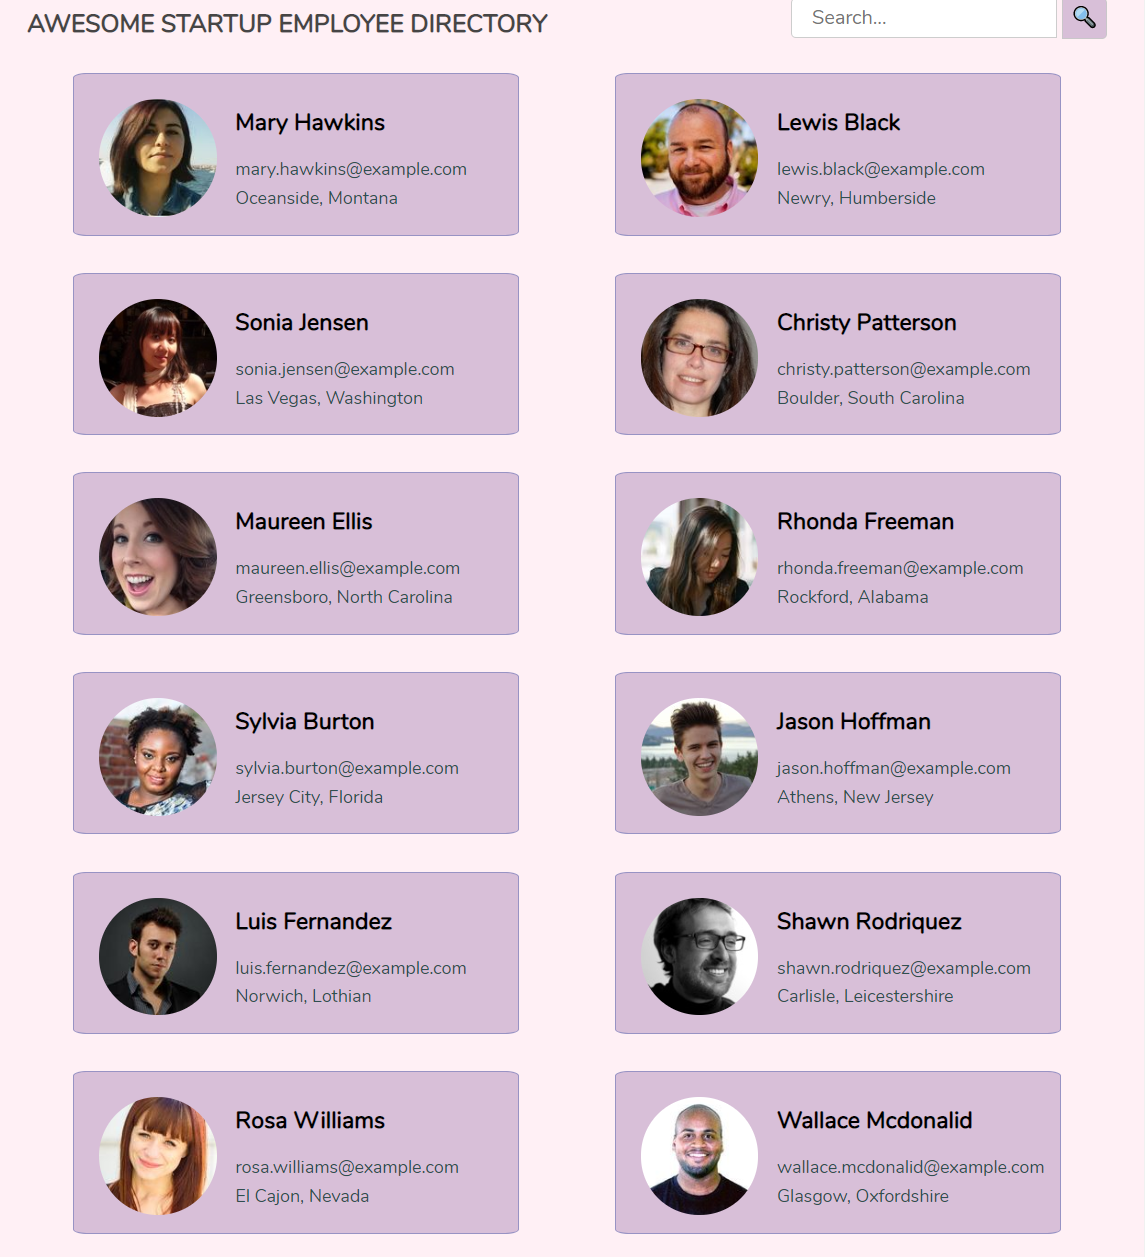 AWESOME STARTUP EMPLOYEE DIRECTORY
Search...
Mary Hawkins
mary.hawkins@example.com
Oceanside, Montana
Lewis Black
lewis.black@example.com
Newry, Humberside
Sonia Jensen
sonia.jensen@example.com
Las Vegas, Washington
Christy Patterson
christy.patterson@example.com
Boulder, South Carolina
Maureen Ellis
maureen.ellis@example.com
Greensboro, North Carolina
Rhonda Freeman
rhonda.freeman@example.com
Rockford, Alabama
Sylvia Burton
sylvia.burton@example.com
Jersey City, Florida
Jason Hoffman
jason.hoffman@example.com
Athens, New Jersey
Luis Fernandez
luis.fernandez@example.com
Norwich, Lothian
Shawn Rodriquez
shawn.rodriquez@example.com
Carlisle, Leicestershire
Rosa Williams
rosa.williams@example.com
El Cajon, Nevada
Wallace Mcdonalid
wallace.mcdonalid@example.com
Glasgow, Oxfordshire